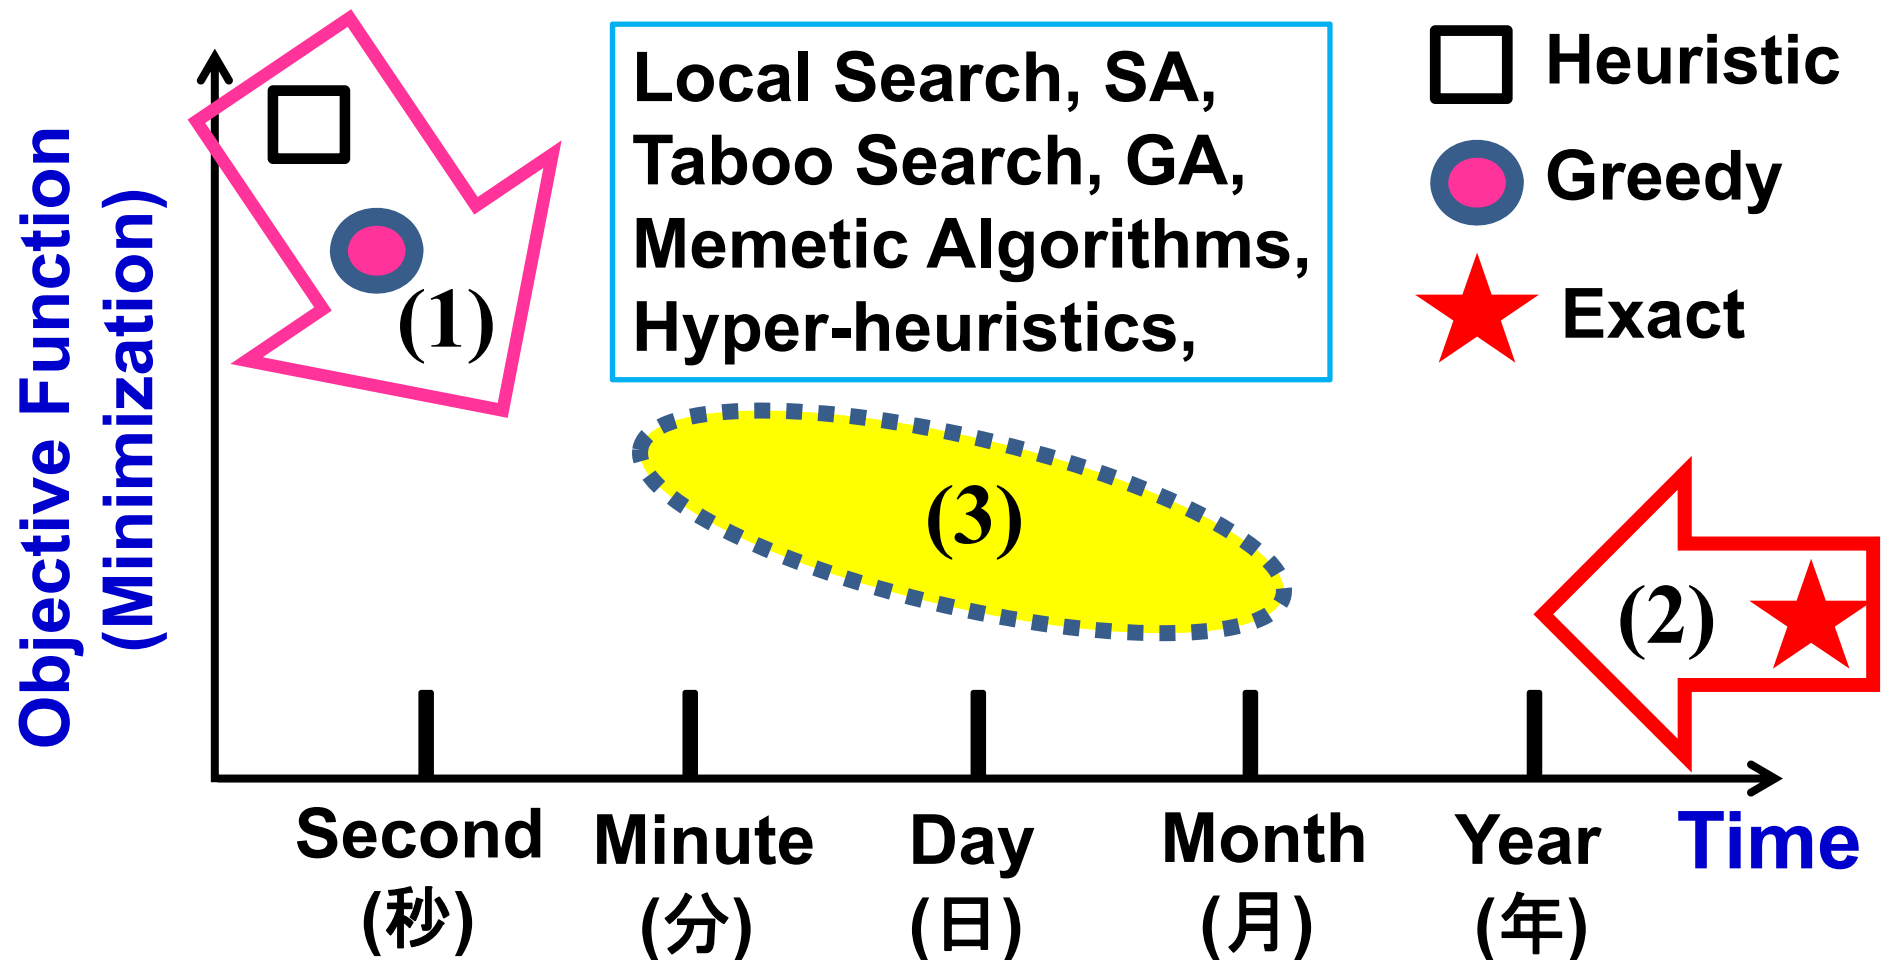 Objective Function
(Minimization)
Local Search, SA,
Taboo Search, GA,
Memetic Algorithms,
Hyper-heuristics,
Heuristic
Greedy
Exact
(1)
(3)
(2)
Second
(秒)
Minute
(分)
Day
(日)
Month
(月)
Year
(年)
Time